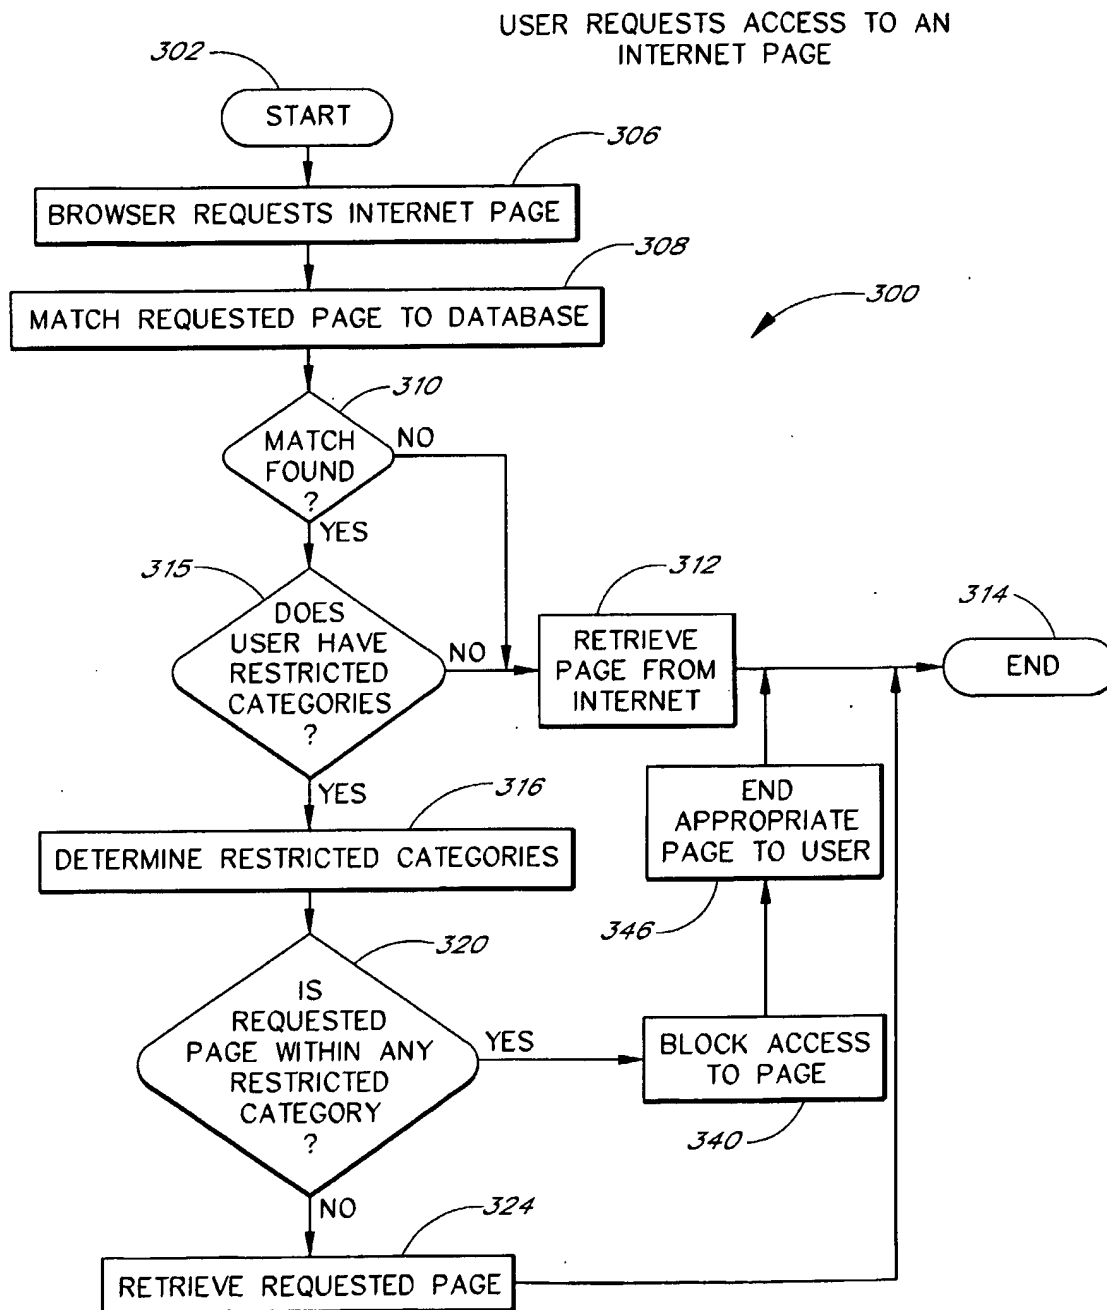 USER REQUESTS ACCESS TO AN
INTERNET PAGE
302
START
306
BROWSER REQUESTS INTERNET PAGE
308
MATCH REQUESTED PAGE TO DATABASE
300
310
MATCH
FOUND
?
NO
YES
315
DOES
USER HAVE
RESTRICTED
CATEGORIES
?
NO
312
RETRIEVE
PAGE FROM
INTERNET
314
END
YES
316
DETERMINE RESTRICTED CATEGORIES
END
APPROPRIATE
PAGE TO USER
346
320
IS
REQUESTED
PAGE WITHIN ANY
RESTRICTED
CATEGORY
?
YES
BLOCK ACCESS
TO PAGE
340
NO
324
RETRIEVE REQUESTED PAGE